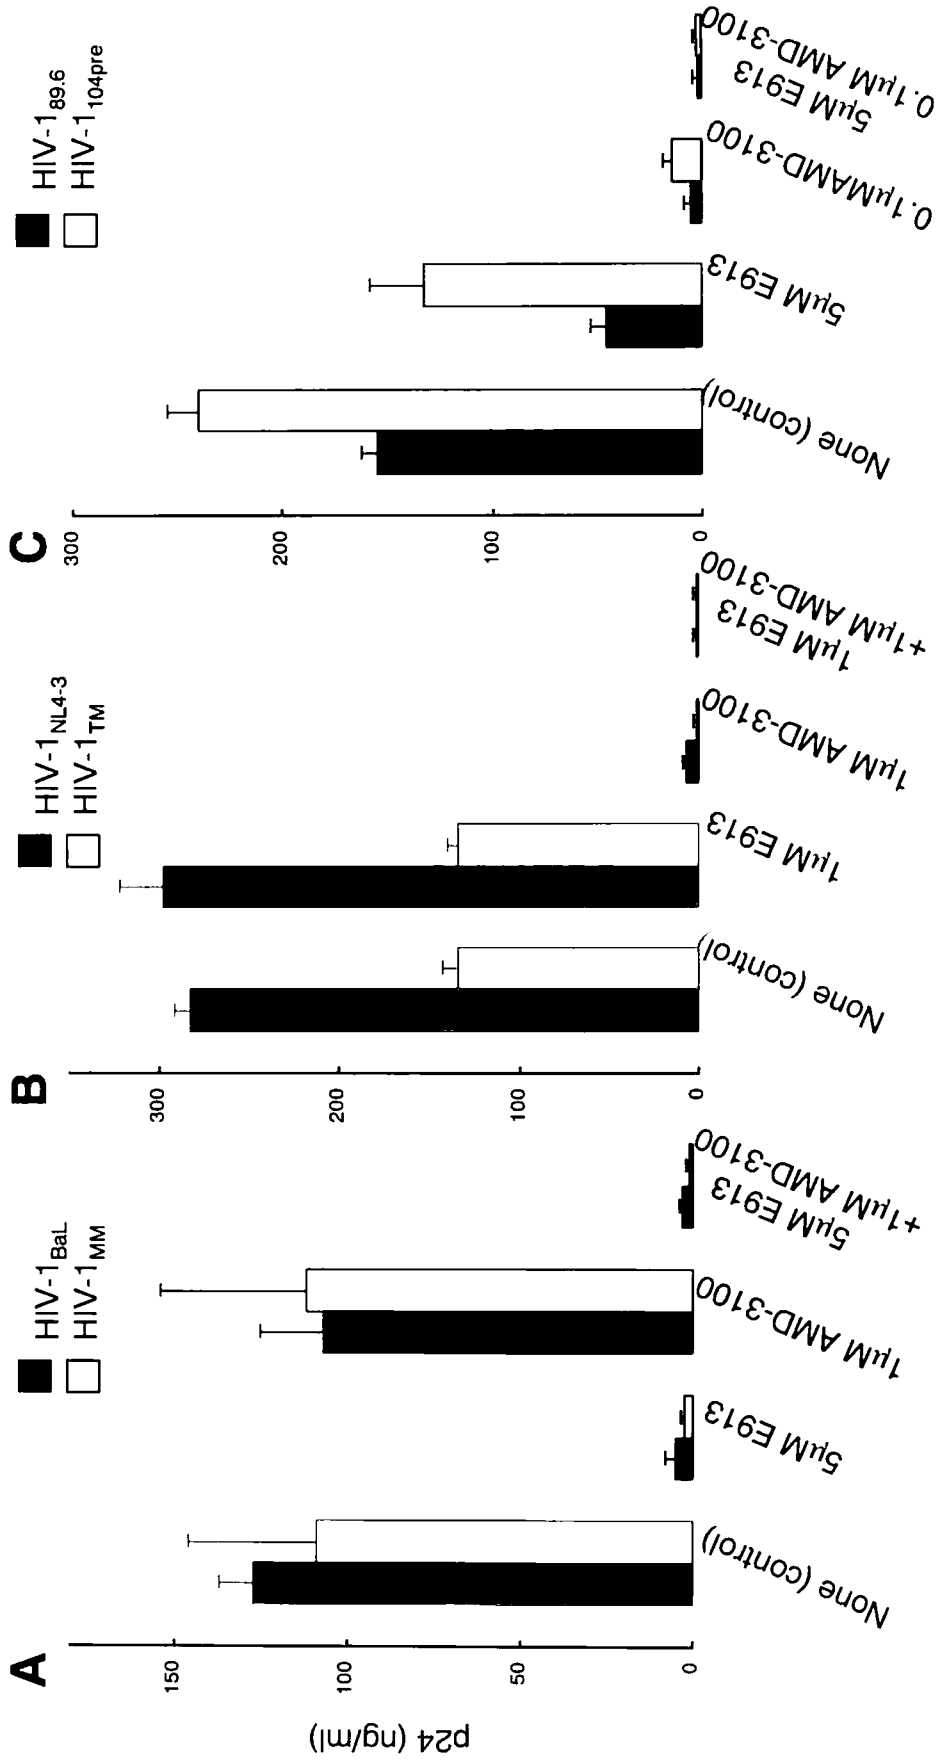 A
HIV-1BaL
HIV-1MM
p24 (ng/ml)
150
100
50
0
None (control)
5μM E913
1μM AMD-3100
5μM E913
+1μM AMD-3100
B
HIV-1NL4-3
HIV-1TM
300
200
100
0
None (control)
1μM E913
1μM AMD-3100
1μM E913
+1μM AMD-3100
C
HIV-189.6
HIV-1104pre
300
200
100
0
None (control)
5μM E913
0.1μMAMD-3100
5μM E913
0.1μM AMD-3100